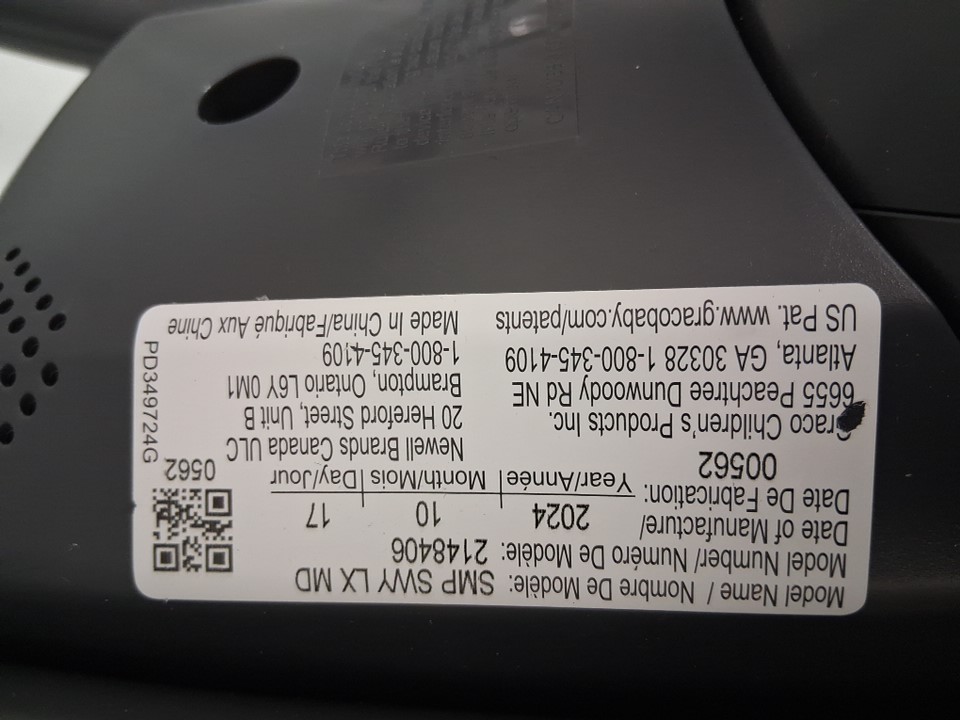 Model Name / Nombre De Modèle: SMP SWY LX MD
Model Number/ Numéro De Modèle: 2148406
Date of Manufacture/
Date De Fabrication:
2024 10 17
Year/Année Month/Mois Day/Jour
00562
0562
Graco Children's Products Inc.
6655 Peachtree Dunwoody Rd NE
Atlanta, GA 30328 1-800-345-4109
US Pat. www.gracobaby.com/patents
Newell Brands Canada ULC
20 Hereford Street, Unit B
Brampton, Ontario L6Y 0M1
1-800-345-4109
Made In China/Fabriqué Aux Chine
PD349724G